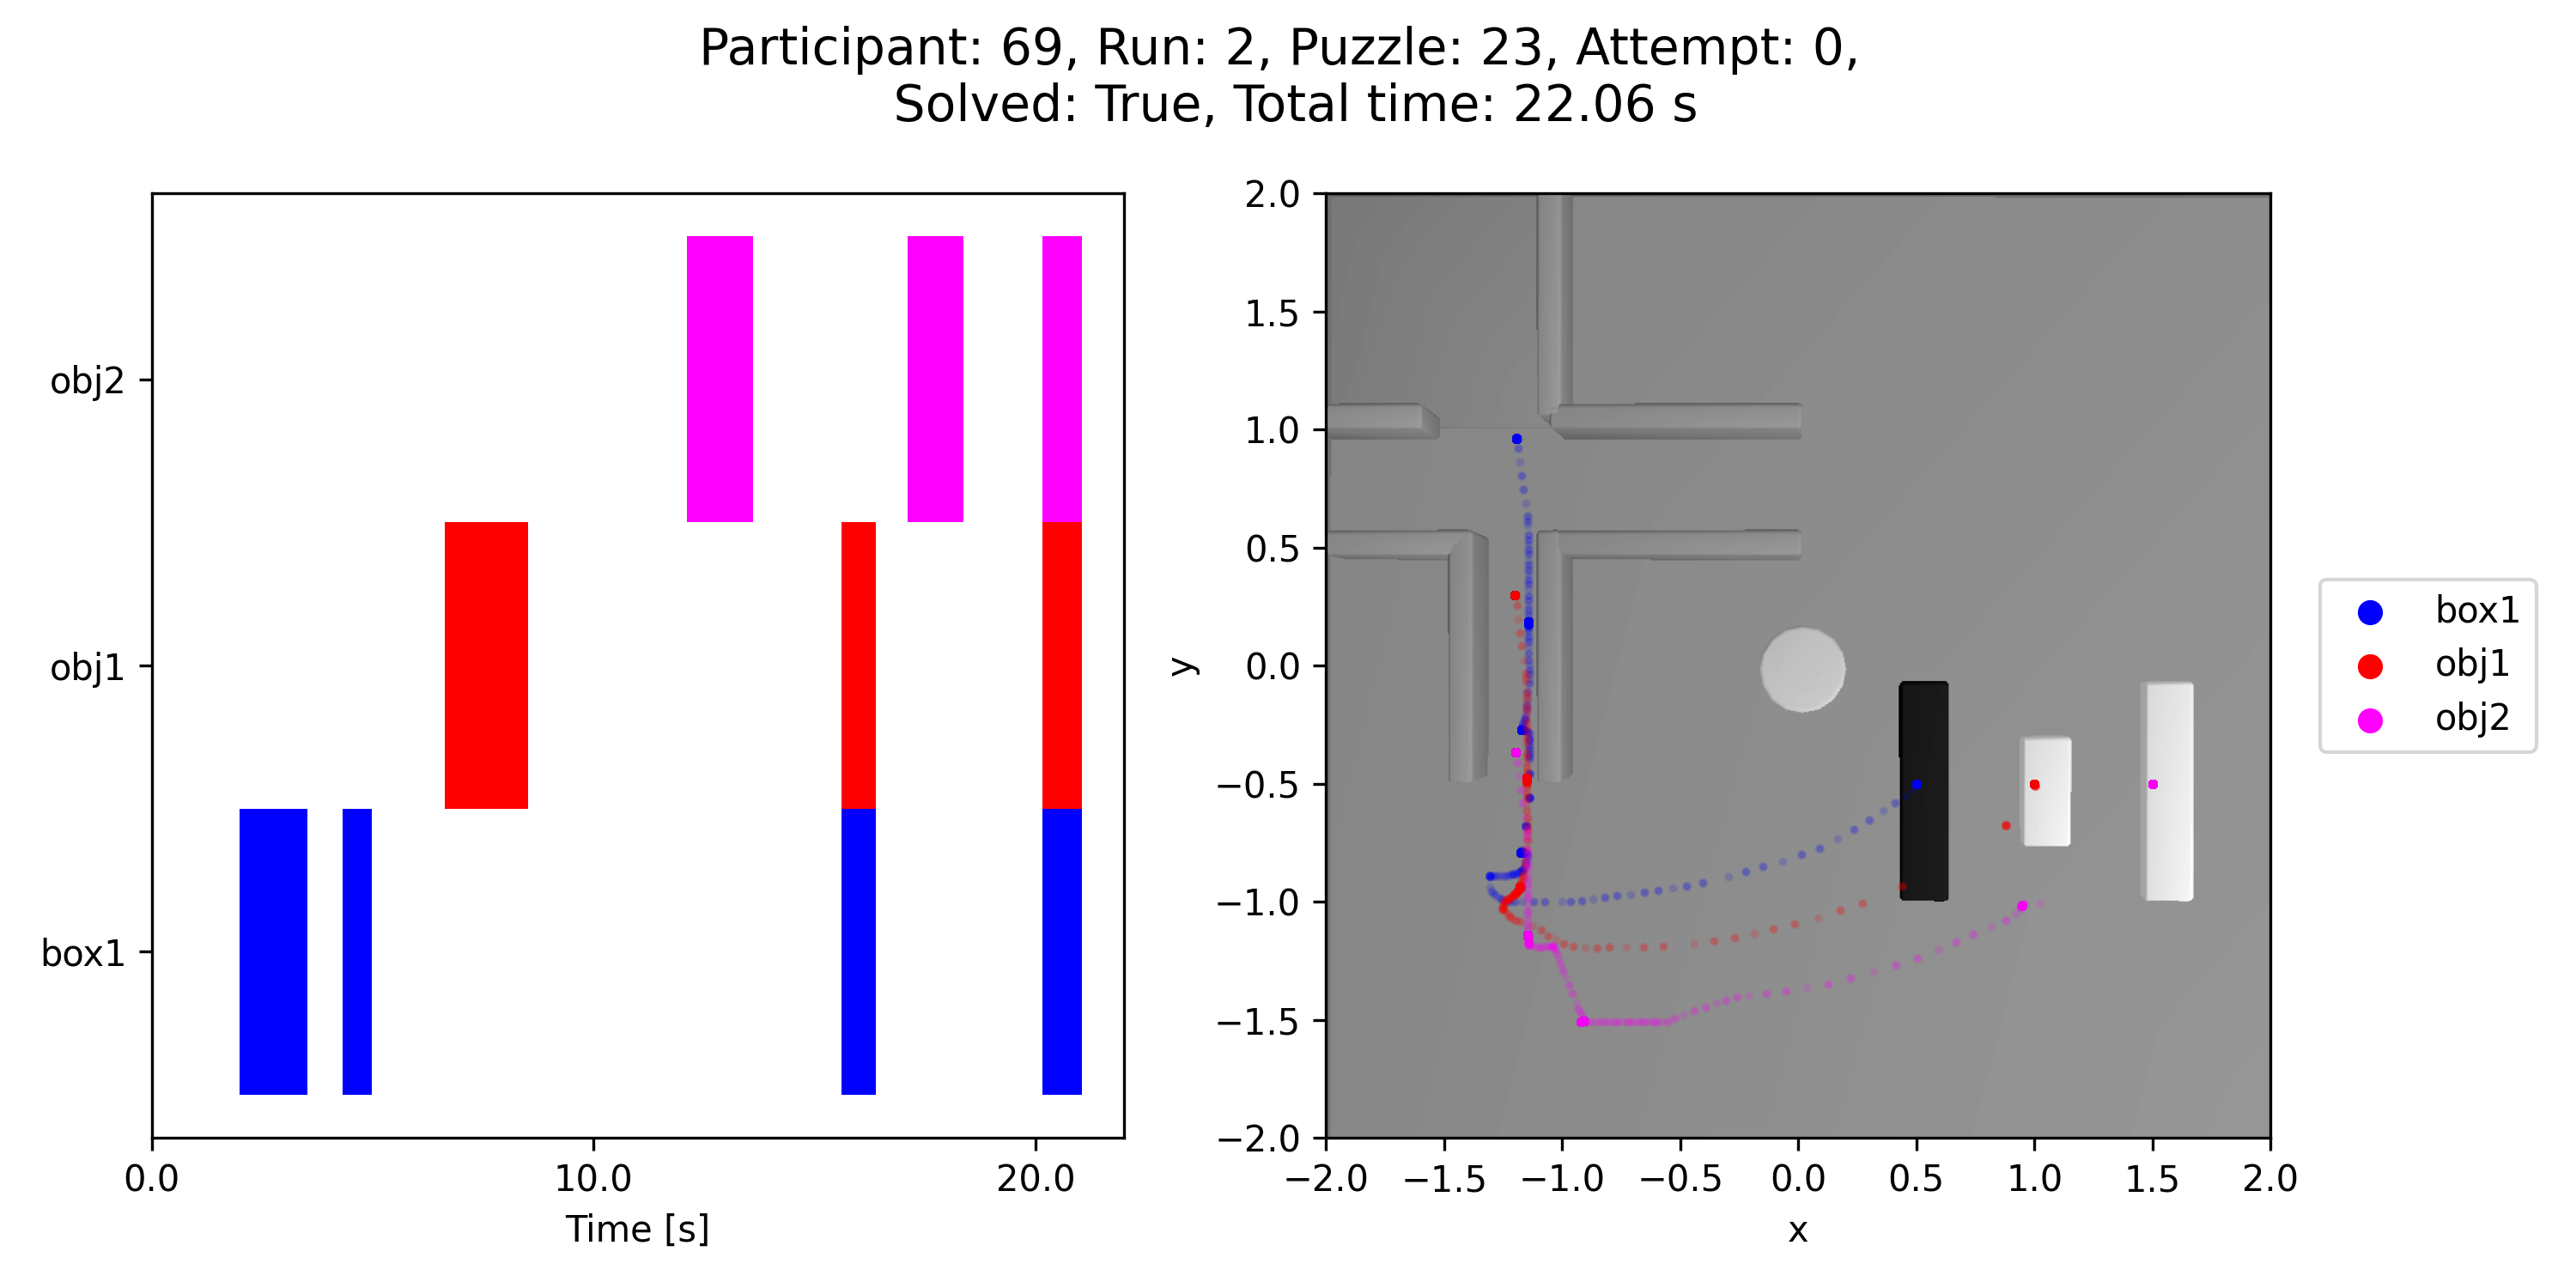 Participant: 69, Run: 2, Puzzle: 23, Attempt: 0,
Solved: True, Total time: 22.06 s
obj2
obj1
box1
0.0 10.0 20.0
Time [s]
2.0
1.5
1.0
0.5
0.0
−0.5
−1.0
−1.5
−2.0
y
−2.0 −1.5 −1.0 −0.5 0.0 0.5 1.0 1.5 2.0
x
box1
obj1
obj2